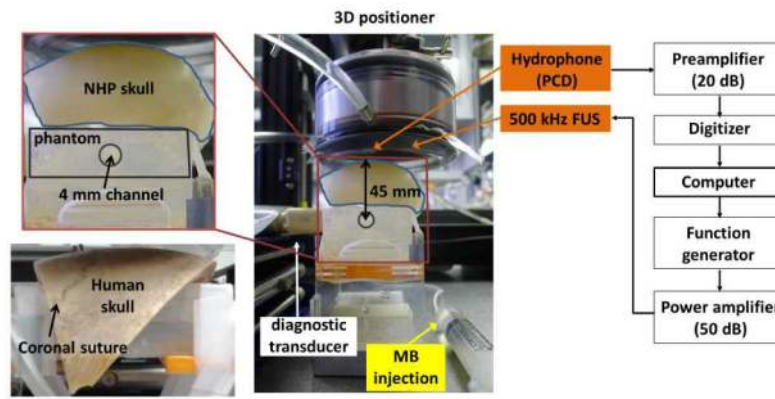 3D positioner
NHP skull
phantom
4 mm channel
Human
skull
Coronal suture
45 mm
diagnostic
transducer
MB
injection
Hydrophone
(PCD)
500 kHz FUS
Preamplifier
(20 dB)
Digitizer
Computer
Function
generator
Power amplifier
(50 dB)